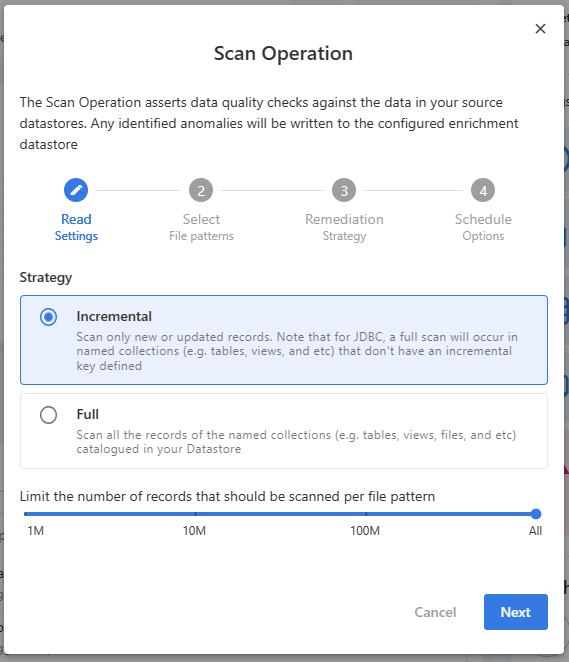 Scan Operation
The Scan Operation asserts data quality checks against the data in your source
datastores. Any identified anomalies will be written to the configured enrichment
datastore
2 3 4
Read Select Remediation Schedule
Settings File patterns Strategy Options
Strategy
Incremental
Scan only new or updated records. Note that for JDBC, a full scan will occur in
named collections (e.g. tables, views, and etc) that don't have an incremental
key defined
Full
Scan all the records of the named collections (e.g. tables, views, files, and etc)
catalogued in your Datastore
Limit the number of records that should be scanned per file pattern
1M 10M 100M All
Cancel Next